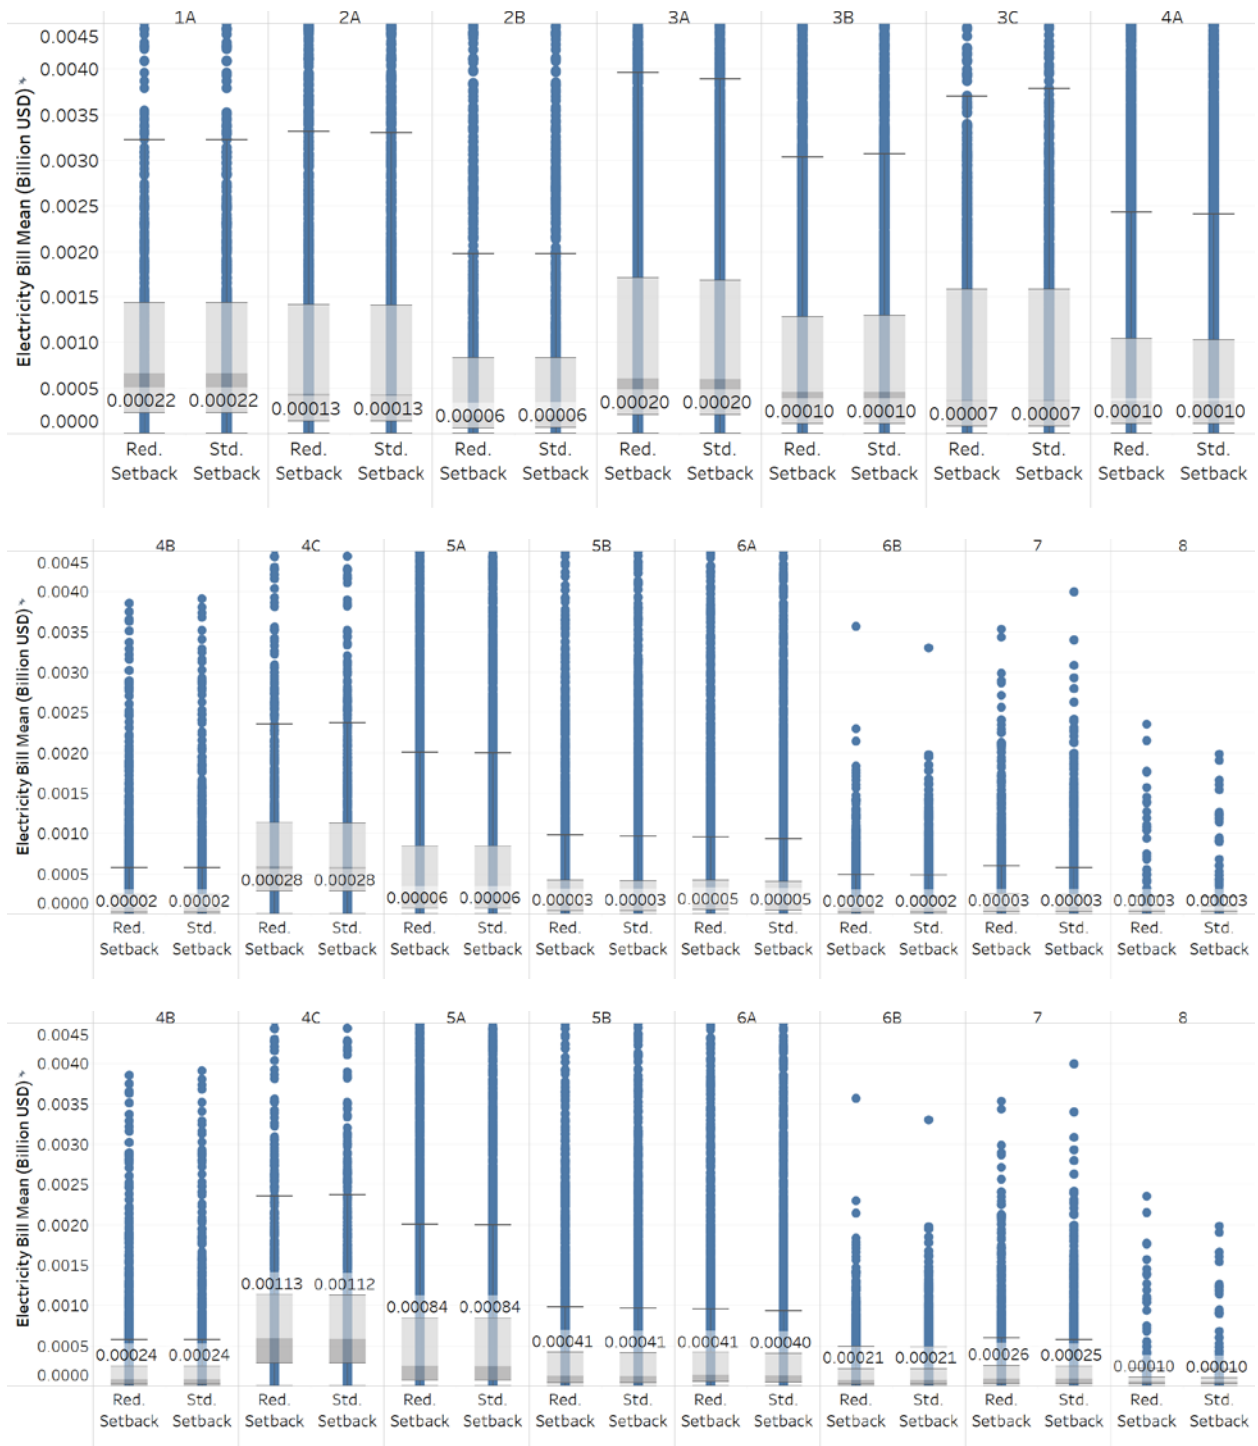 1A 2A 2B 3A 3B 3C 4A
Electricity Bill Mean (Billion USD)
0.0045
0.0040
0.0035
0.0030
0.0025
0.0020
0.0015
0.0010
0.0005
0.0000
0.00022 0.00022 0.00013 0.00013 0.00006 0.00006 0.00020 0.00020 0.00010 0.00010 0.00007 0.00007 0.00010 0.00010
Red. Std. Red. Std. Red. Std. Red. Std. Red. Std. Red. Std. Red. Std.
Setback Setback Setback Setback Setback Setback Setback Setback Setback Setback Setback Setback Setback Setback
4B 4C 5A 5B 6A 6B 7 8
Electricity Bill Mean (Billion USD)
0.0045
0.0040
0.0035
0.0030
0.0025
0.0020
0.0015
0.0010
0.0005
0.0000
0.00002 0.00002 0.00028 0.00028 0.00006 0.00006 0.00003 0.00003 0.00005 0.00005 0.00002 0.00002 0.00003 0.00003 0.00003 0.00003
Red. Std. Red. Std. Red. Std. Red. Std. Red. Std. Red. Std. Red. Std. Red. Std.
Setback Setback Setback Setback Setback Setback Setback Setback Setback Setback Setback Setback Setback Setback Setback Setback
4B 4C 5A 5B 6A 6B 7 8
Electricity Bill Mean (Billion USD)
0.0045
0.0040
0.0035
0.0030
0.0025
0.0020
0.0015
0.0010
0.0005
0.0000
0.00024 0.00024 0.00113 0.00112 0.00084 0.00084 0.00041 0.00041 0.00041 0.00040 0.00021 0.00021 0.00026 0.00025 0.00010 0.00010
Red. Std. Red. Std. Red. Std. Red. Std. Red. Std. Red. Std. Red. Std. Red. Std.
Setback Setback Setback Setback Setback Setback Setback Setback Setback Setback Setback Setback Setback Setback Setback Setback